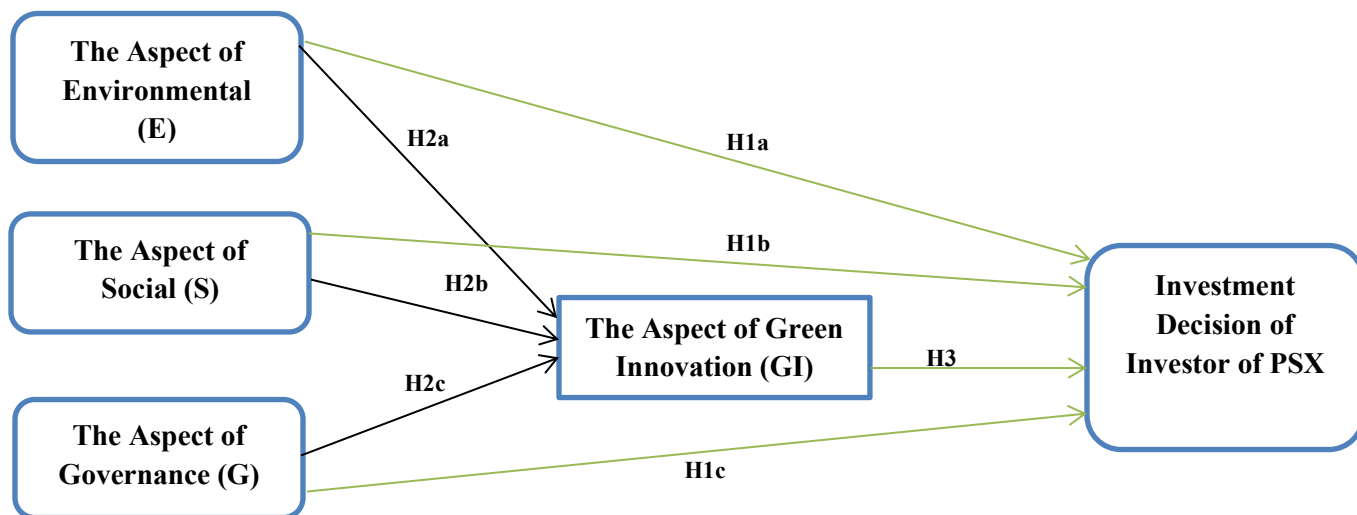 The Aspect of
Environmental
(E)
H2a
H1a
The Aspect of
Social (S)
H1b
H2b
The Aspect of Green
Innovation (GI)
H3
Investment
Decision of
Investor of PSX
H2c
The Aspect of
Governance (G)
H1c